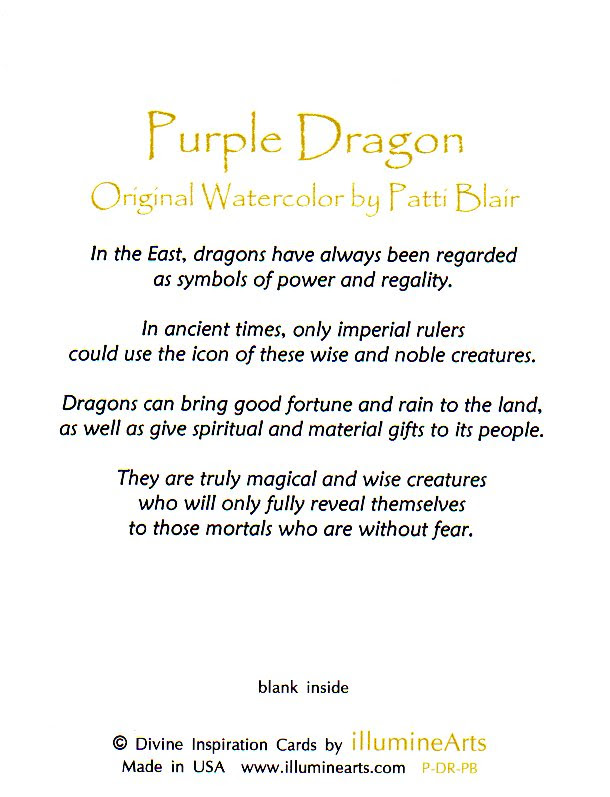 Purple Dragon
Original Watercolor by Patti Blair
In the East, dragons have always been regarded
as symbols of power and regality.
In ancient times, only imperial rulers
could use the icon of these wise and noble creatures.
Dragons can bring good fortune and rain to the land,
as well as give spiritual and material gifts to its people.
They are truly magical and wise creatures
who will only fully reveal themselves
to those mortals who are without fear.
blank inside
© Divine Inspiration Cards by illumineArts
Made in USA www.illuminearts.com P-DR-PB